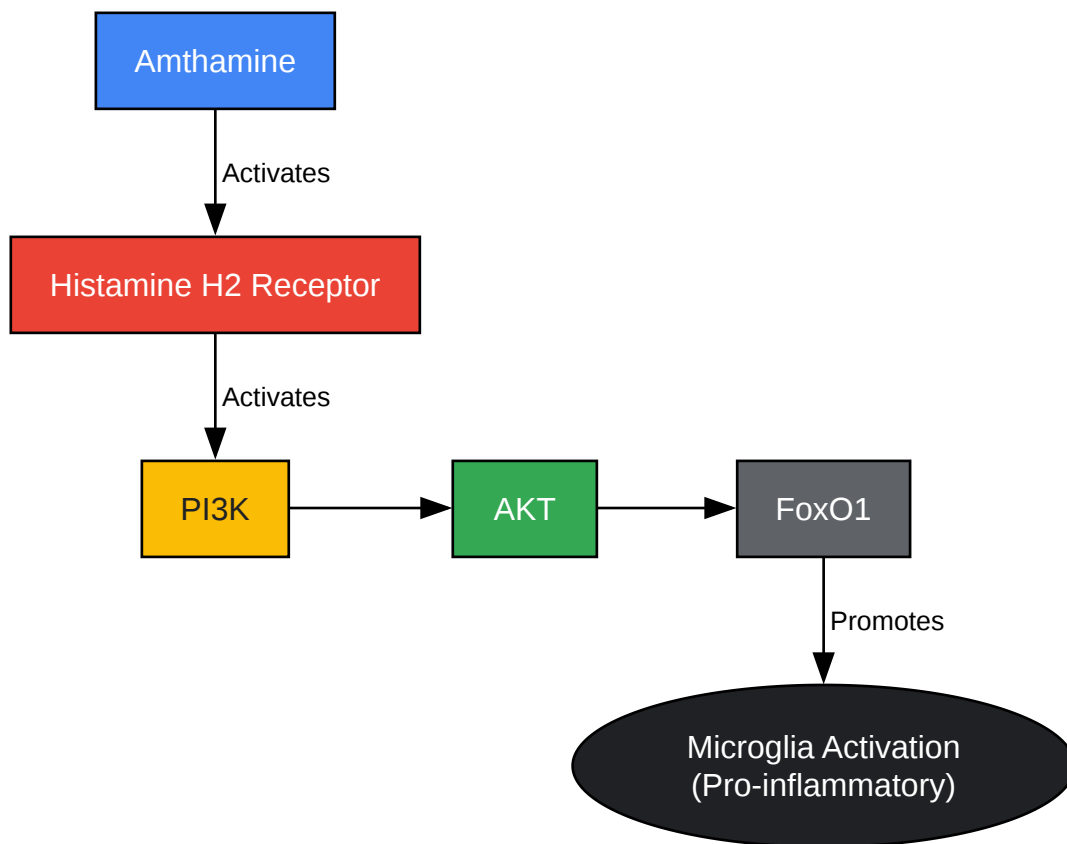 Amthamine
Activates
Histamine H2 Receptor
Activates
PI3K
AKT
FoxO1
Promotes
Microglia Activation
(Pro-inflammatory)